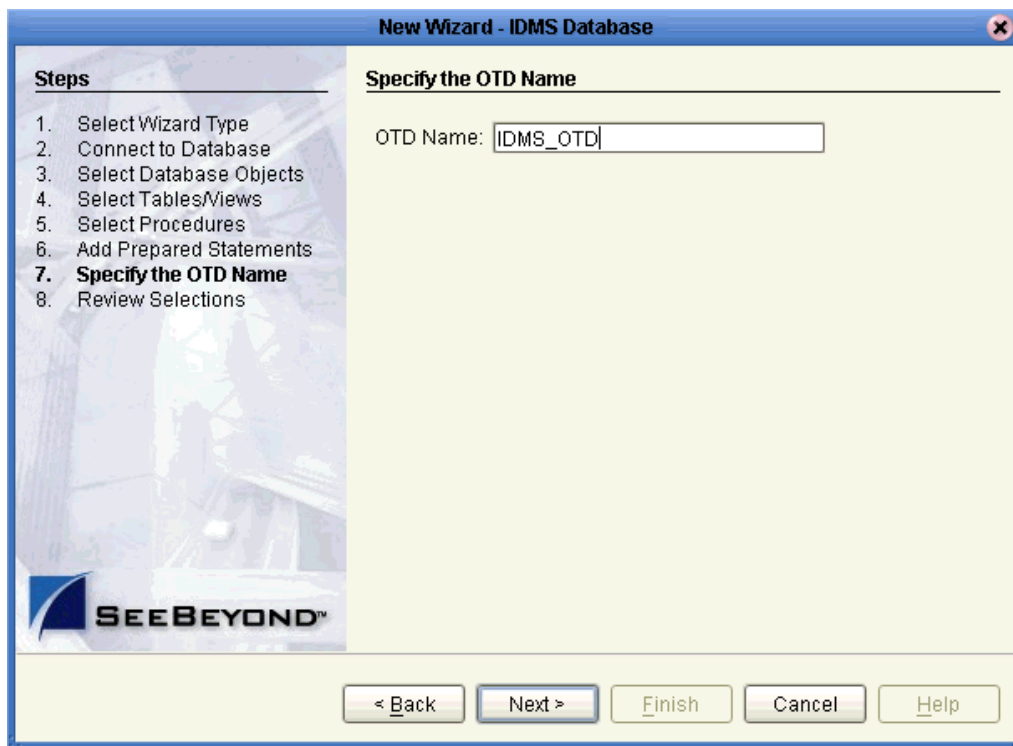 New Wizard - IDMS Database
Steps
1. Select Wizard Type
2. Connect to Database
3. Select Database Objects
4. Select Tables/Views
5. Select Procedures
6. Add Prepared Statements
7. Specify the OTD Name
8. Review Selections
SEEBEYOND™
Specify the OTD Name
OTD Name: IDMS_OTD
< Back Next > Finish Cancel Help